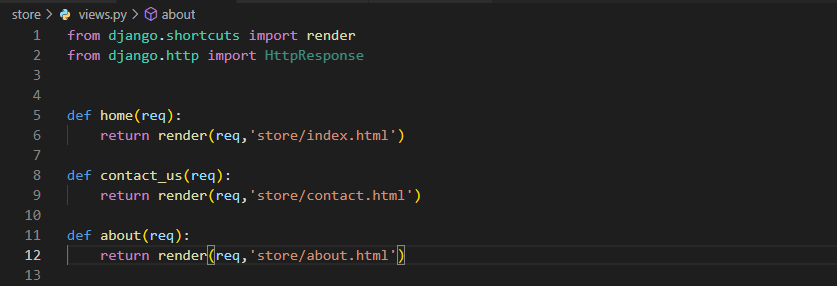 store > views.py > about
1 from django.shortcuts import render
2 from django.http import HttpResponse
3
4
5 def home(req):
6     return render(req,'store/index.html')
7
8 def contact_us(req):
9     return render(req,'store/contact.html')
10
11 def about(req):
12     return render(req,'store/about.html')
13